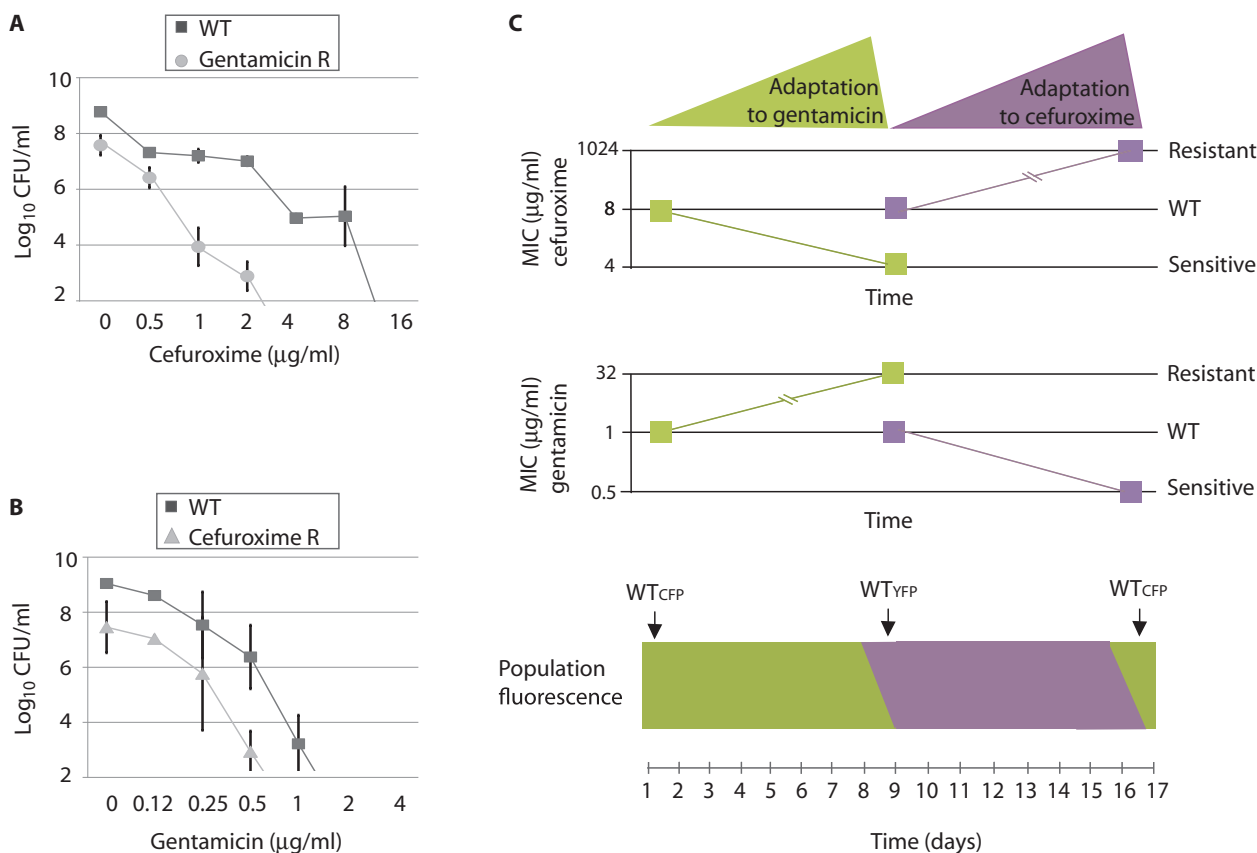 A
WT
Gentamicin R
10
8
6
4
2
Log10 CFU/ml
0 0.5 1 2 4 8 16
Cefuroxime (µg/ml)
B
WT
Cefuroxime R
10
8
6
4
2
Log10 CFU/ml
0 0.12 0.25 0.5 1 2 4
Gentamicin (µg/ml)
C
Adaptation
to gentamicin
Adaptation
to cefuroxime
MIC (µg/ml)
cefuroxime
1024
8
4
Resistant
WT
Sensitive
Time
MIC (µg/ml)
gentamicin
32
1
0.5
Resistant
WT
Sensitive
Time
WTCFP
WTYFP
WTCFP
Population
fluorescence
1 2 3 4 5 6 7 8 9 10 11 12 13 14 15 16 17
Time (days)